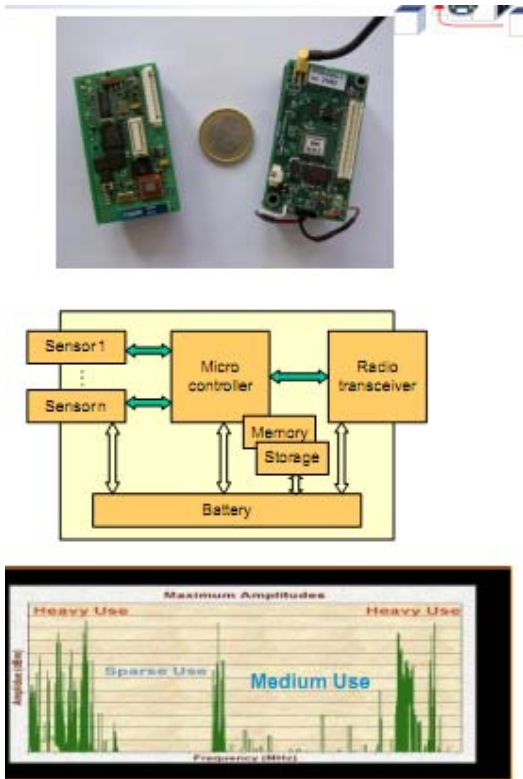 Sensor1
Micro
controller
Radio
transceiver
Sensorn
Memory
Storage
Battery
Maximum Amplitudes
Heavy Use
Heavy Use
Sparse Use
Medium Use
Amplitude (dBm)
Frequency (MHz)